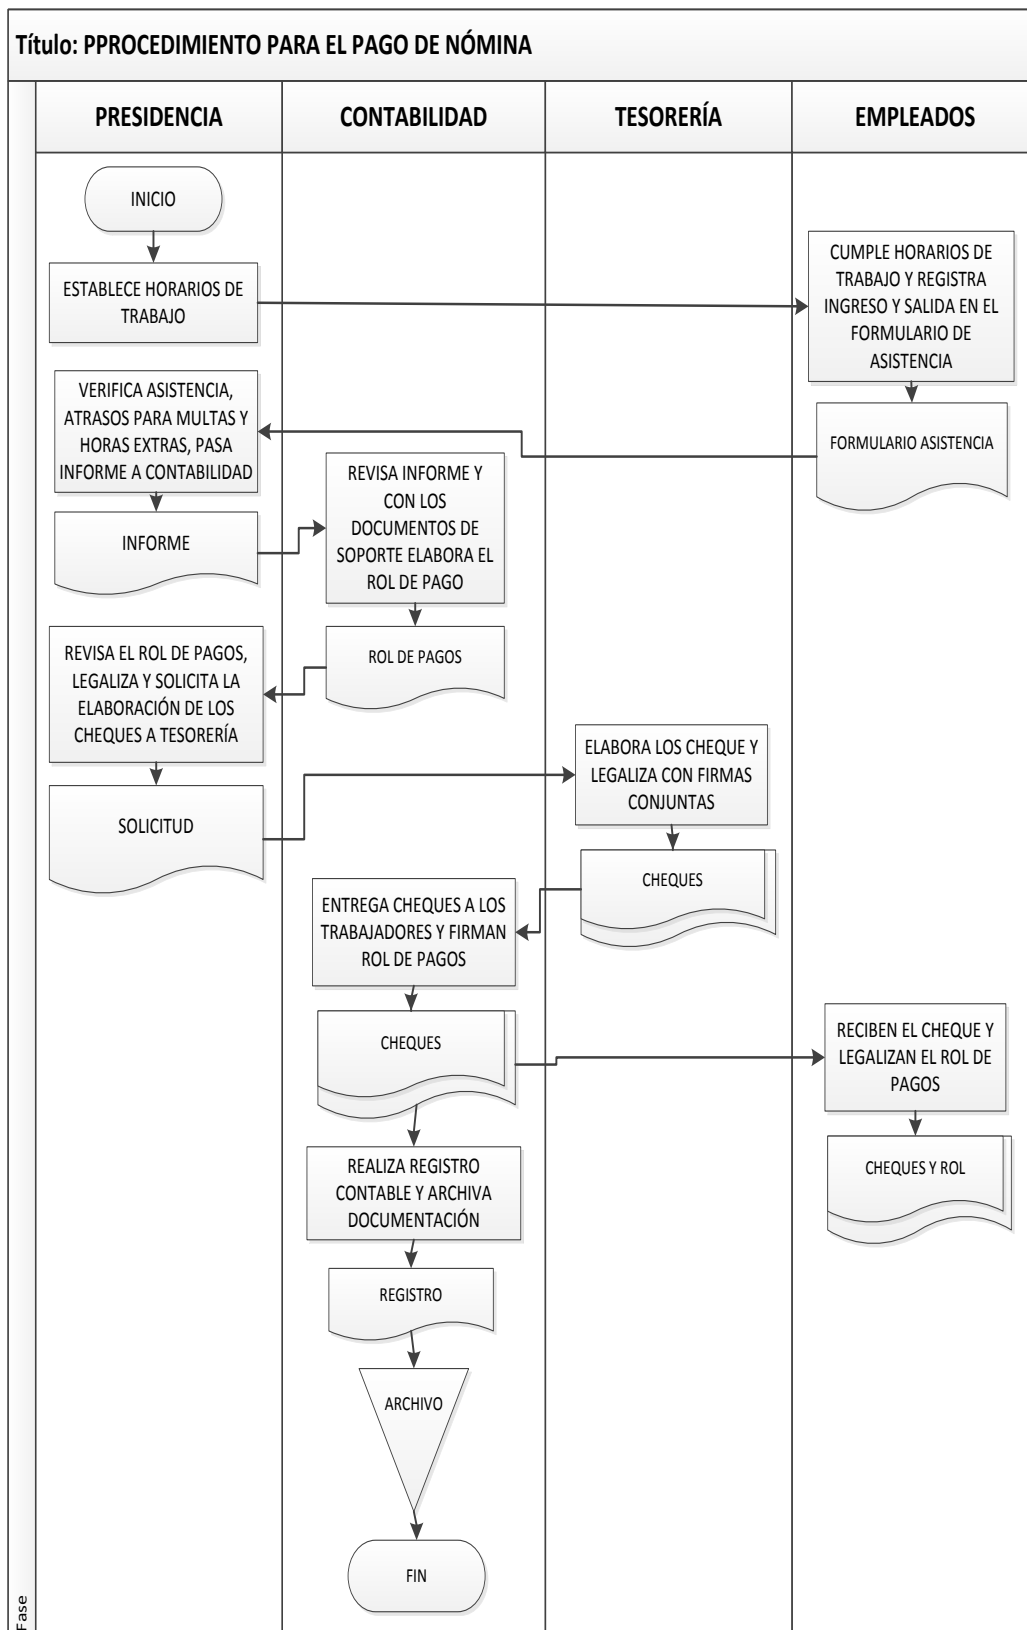 Título: PPROCEDIMIENTO PARA EL PAGO DE NÓMINA
PRESIDENCIA
CONTABILIDAD
TESORERÍA
EMPLEADOS
INICIO
ESTABLECE HORARIOS DE
TRABAJO
CUMPLE HORARIOS DE
TRABAJO Y REGISTRA
INGRESO Y SALIDA EN EL
FORMULARIO DE
ASISTENCIA
FORMULARIO ASISTENCIA
VERIFICA ASISTENCIA,
ATRASOS PARA MULTAS Y
HORAS EXTRAS, PASA
INFORME A CONTABILIDAD
INFORME
REVISA INFORME Y
CON LOS
DOCUMENTOS DE
SOPORTE ELABORA EL
ROL DE PAGO
ROL DE PAGOS
REVISA EL ROL DE PAGOS,
LEGALIZA Y SOLICITA LA
ELABORACIÓN DE LOS
CHEQUES A TESORERÍA
SOLICITUD
ELABORA LOS CHEQUE Y
LEGALIZA CON FIRMAS
CONJUNTAS
CHEQUES
ENTREGA CHEQUES A LOS
TRABAJADORES Y FIRMAN
ROL DE PAGOS
CHEQUES
RECIBEN EL CHEQUE Y
LEGALIZAN EL ROL DE
PAGOS
CHEQUES Y ROL
REALIZA REGISTRO
CONTABLE Y ARCHIVA
DOCUMENTACIÓN
REGISTRO
ARCHIVO
FIN
Fase